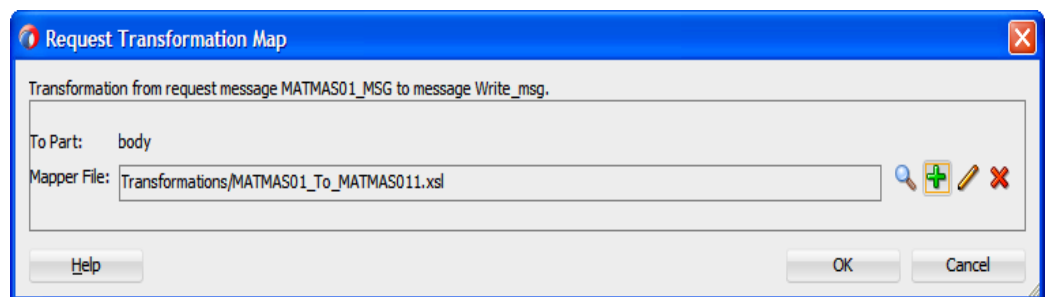 Request Transformation Map
Transformation from request message MATMAS01_MSG to message Write_msg.
To Part: body
Mapper File: Transformations/MATMAS01_To_MATMAS011.xsl
Help OK Cancel